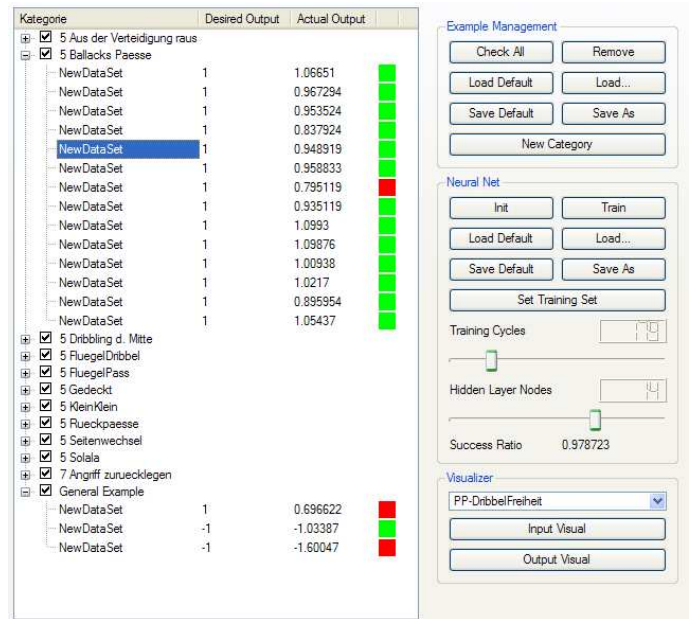 Kategorie Desired Output Actual Output
5 Aus der Verteidigung raus
5 Ballacks Paesse
NewDataSet 1 1.06651
NewDataSet 1 0.967294
NewDataSet 1 0.953524
NewDataSet 1 0.837924
NewDataSet 1 0.948919
NewDataSet 1 0.958833
NewDataSet 1 0.795119
NewDataSet 1 0.935119
NewDataSet 1 1.0993
NewDataSet 1 1.09876
NewDataSet 1 1.00938
NewDataSet 1 1.0217
NewDataSet 1 0.895954
NewDataSet 1 1.05437
5 Dribbling d. Mitte
5 FluegelDribbel
5 FluegelPass
5 Gedeckt
5 KleinKlein
5 Rueckpaesse
5 Seitenwechsel
5 Solala
7 Angriff zuruecklegen
General Example
NewDataSet 1 0.696622
NewDataSet -1 -1.03387
NewDataSet -1 -1.60047
Example Management
Check All Remove
Load Default Load...
Save Default Save As
New Category
Neural Net
Init Train
Load Default Load...
Save Default Save As
Set Training Set
Training Cycles 179
Hidden Layer Nodes 14
Success Ratio 0.978723
Visualizer
PP-DribbelFreiheit
Input Visual
Output Visual